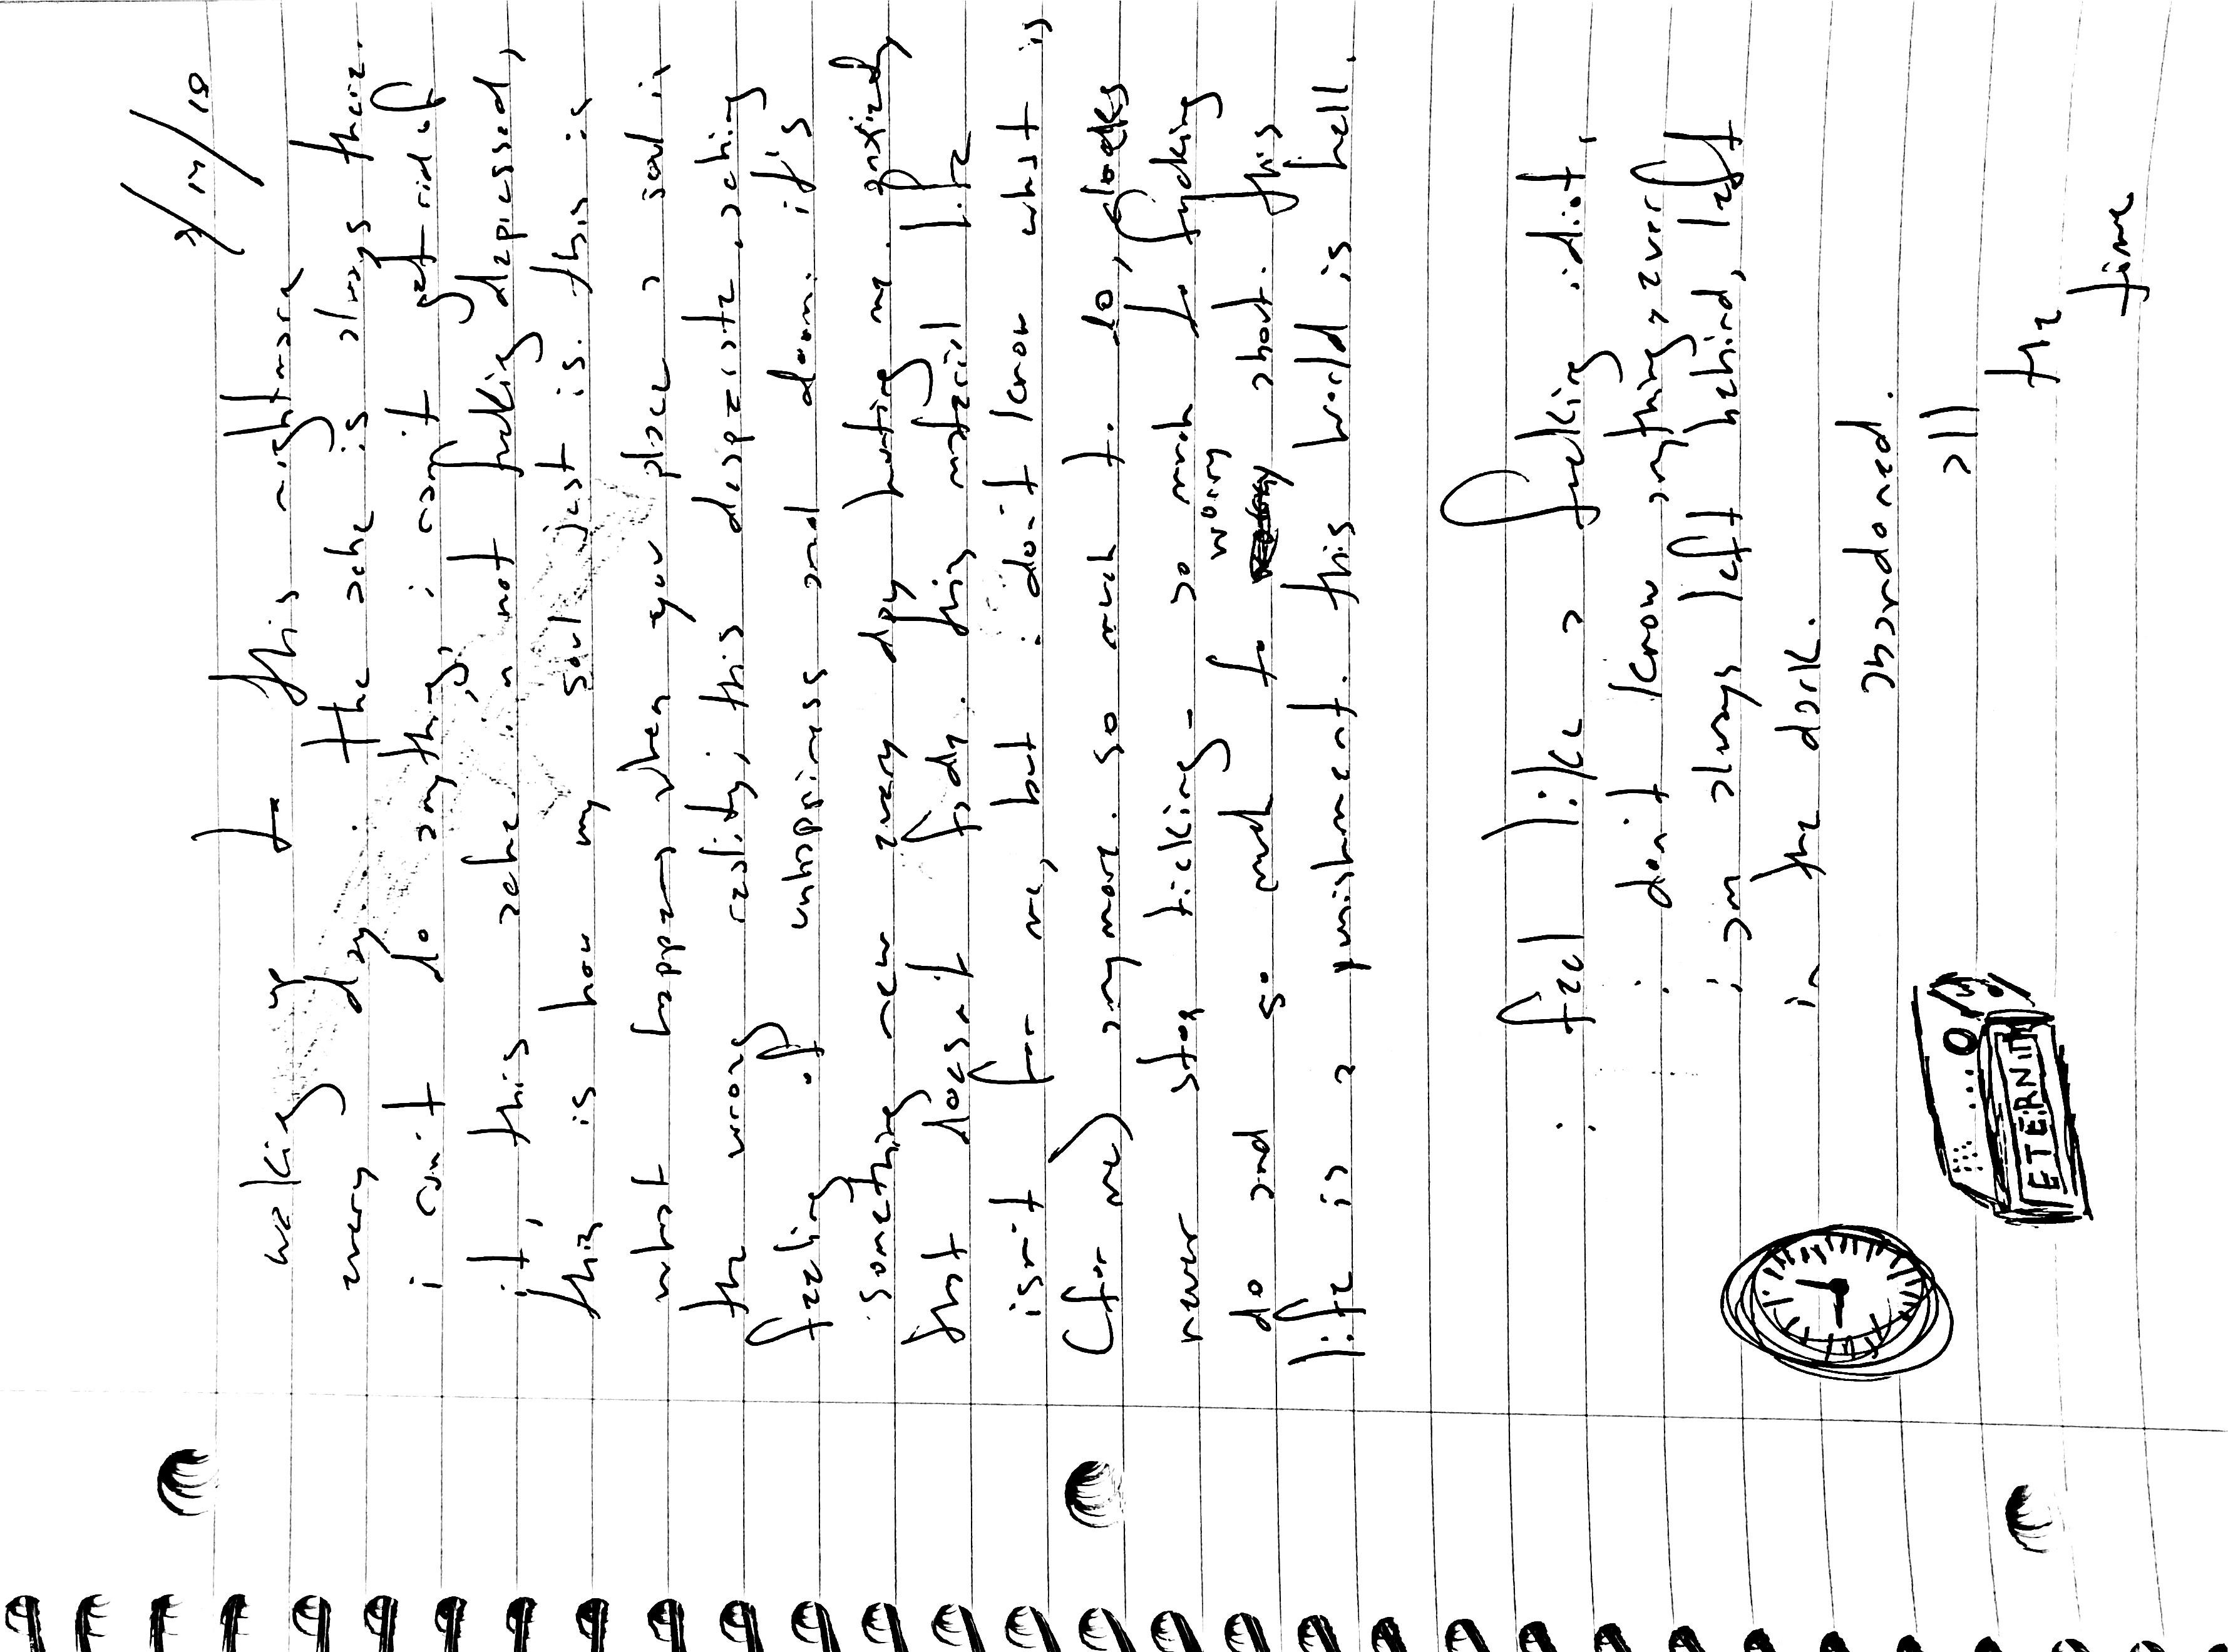 /18
waking up to this nightmare
every day. the ache is always there.
i can't do anything, i can't get rid of
it, this ache. i'm not fucking depressed,
this is how my soul just is. this is
what happens when you place a soul in
the wrong reality; this desperate, aching
feeling of unhappiness and doom. it's
something new every day hurting me. anxiety
that doesn't fade. this material life
isn't for me, but i don't know what is
(for me) anymore. so much to do, clocks
never stop ticking- so much to fucking
do and so much to worry about. this
life is a punishment. this world is hell.
i feel like a fucking idiot,
i don't know anything, ever
i am always left behind, left
in the dark.
abandoned.
all
the
time
ETERNITY